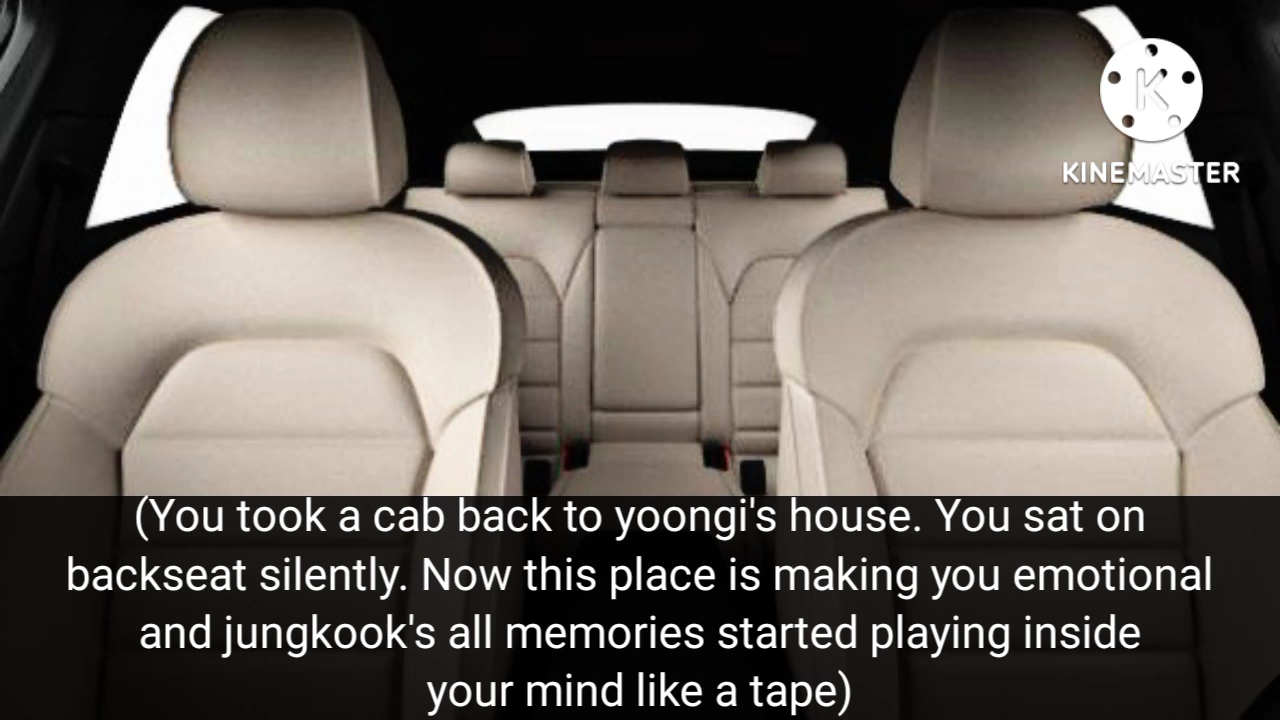 K
KINEMASTER
(You took a cab back to yoongi's house. You sat on
backseat silently. Now this place is making you emotional
and jungkook's all memories started playing inside
your mind like a tape)